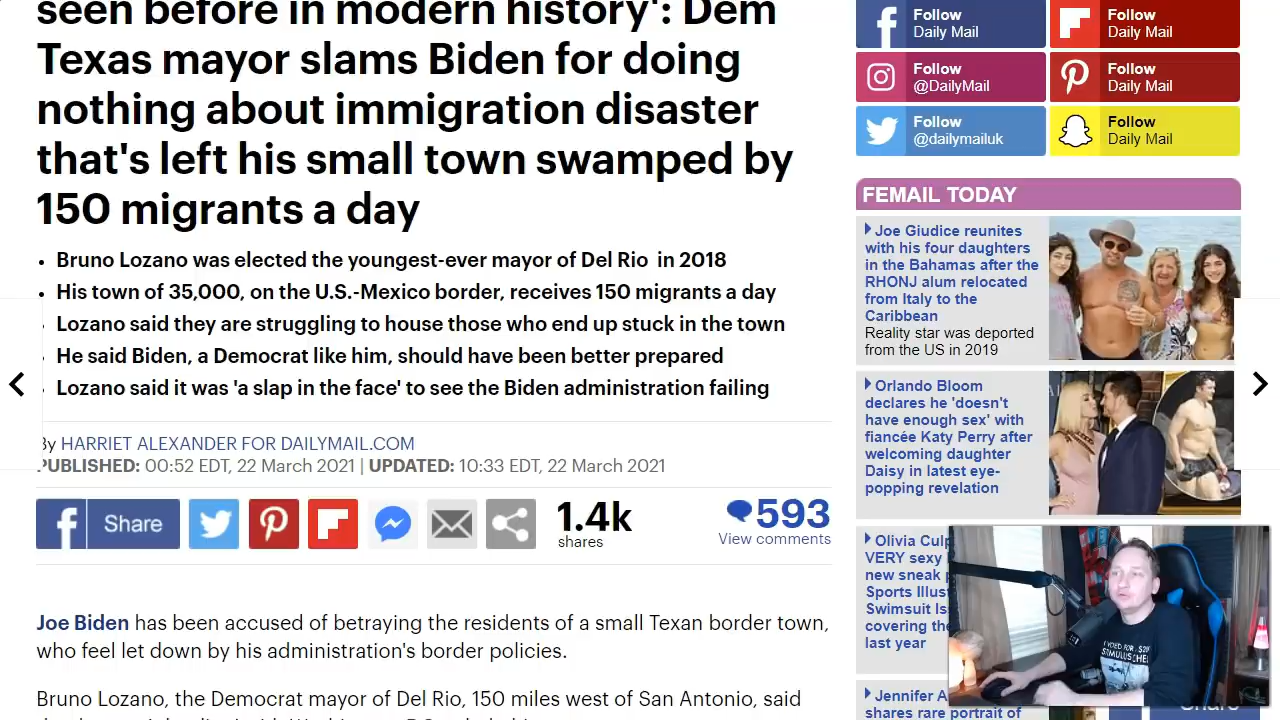 seen before in modern history': Dem
Texas mayor slams Biden for doing
nothing about immigration disaster
that's left his small town swamped by
150 migrants a day
• Bruno Lozano was elected the youngest-ever mayor of Del Rio in 2018
• His town of 35,000, on the U.S.-Mexico border, receives 150 migrants a day
Lozano said they are struggling to house those who end up stuck in the town
He said Biden, a Democrat like him, should have been better prepared
Lozano said it was 'a slap in the face' to see the Biden administration failing
By HARRIET ALEXANDER FOR DAILYMAIL.COM
PUBLISHED: 00:52 EDT, 22 March 2021 | UPDATED: 10:33 EDT, 22 March 2021
Share
1.4k
shares
593
View comments
Joe Biden has been accused of betraying the residents of a small Texan border town,
who feel let down by his administration's border policies.
Bruno Lozano, the Democrat mayor of Del Rio, 150 miles west of San Antonio, said
Follow
Daily Mail
Follow
Daily Mail
Follow
@DailyMail
Follow
Daily Mail
Follow
@dailymailuk
Follow
Daily Mail
FEMAIL TODAY
Joe Giudice reunites
with his four daughters
in the Bahamas after the
RHONJ alum relocated
from Italy to the
Caribbean
Reality star was deported
from the US in 2019
Orlando Bloom
declares he 'doesn't
have enough sex' with
fiancée Katy Perry after
welcoming daughter
Daisy in latest eye-
popping revelation
Olivia Culp
VERY sexy
new sneak
Sports Illust
Swimsuit Is
covering the
last year
Jennifer A
shares rare portrait of
I VOTED FOR
Share